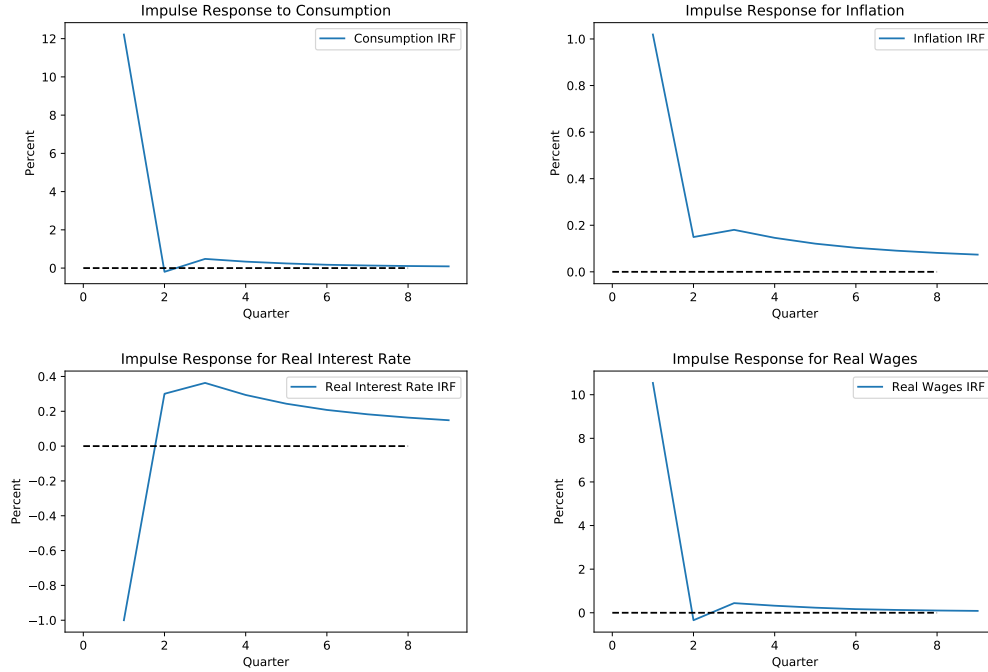 Impulse Response to Consumption
Consumption IRF
12
10
8
6
4
2
0
Percent
0 2 4 6 8
Quarter
Impulse Response for Inflation
Inflation IRF
1.0
0.8
0.6
0.4
0.2
0.0
Percent
0 2 4 6 8
Quarter
Impulse Response for Real Interest Rate
Real Interest Rate IRF
0.4
0.2
0.0
−0.2
−0.4
−0.6
−0.8
−1.0
Percent
0 2 4 6 8
Quarter
Impulse Response for Real Wages
Real Wages IRF
10
8
6
4
2
0
Percent
0 2 4 6 8
Quarter